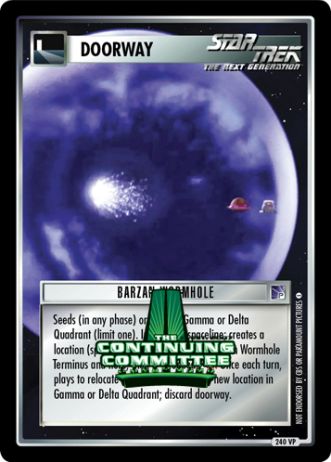 DOORWAY
STAR TREK
THE NEXT GENERATION
BARZAN WORMHOLE
Seeds (in any phase) or Gamma or Delta
Quadrant (limit one). spaceline; creates a
location (sp Wormhole
Terminus and nce each turn,
plays to relocate new location in
Gamma or Delta Quadrant; discard doorway.
THE
CONTINUING
COMMITTEE
P
NOT ENDORSED BY CBS OR PARAMOUNT PICTURES
240 VP